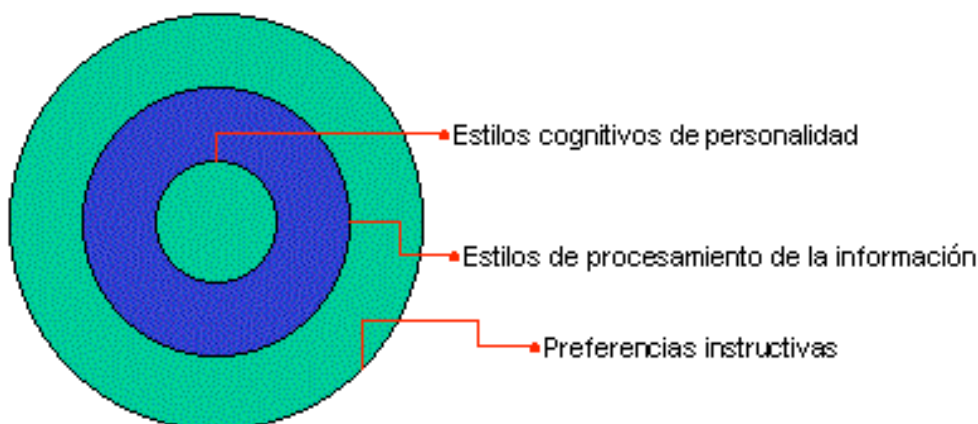 Estilos cognitivos de personalidad
Estilos de procesamiento de la información
Preferencias instructivas